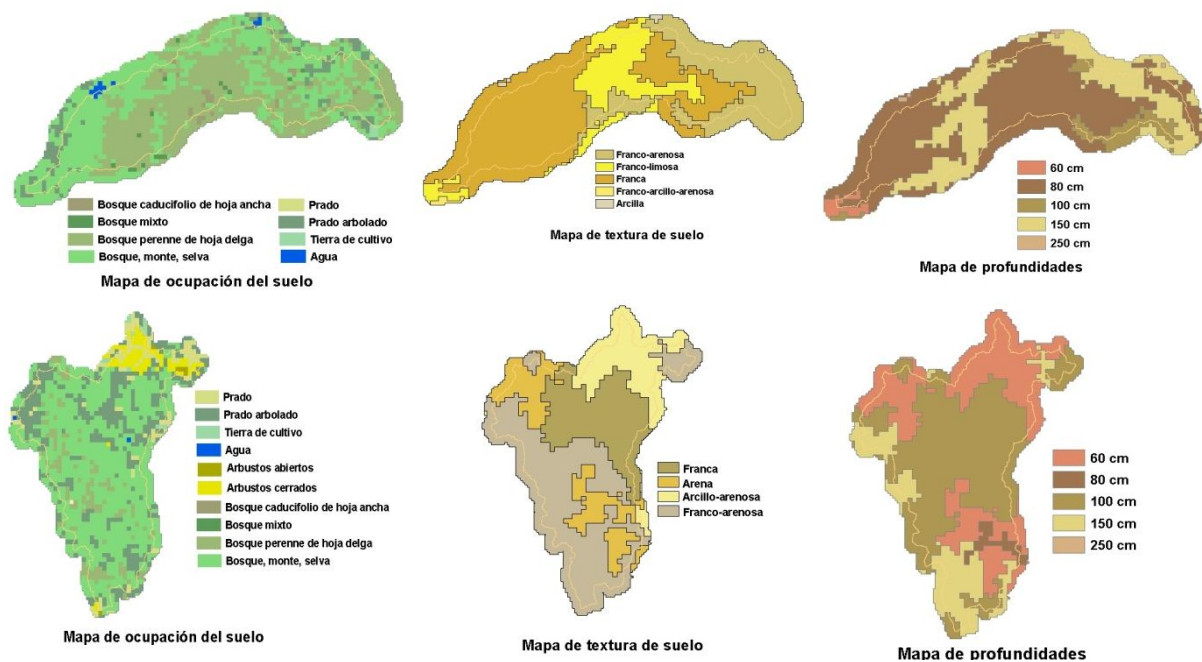 Bosque caducifolio de hoja ancha
Bosque mixto
Bosque perenne de hoja delga
Bosque, monte, selva
Prado
Prado arbolado
Tierra de cultivo
Agua
Mapa de ocupación del suelo
Franco-arenosa
Franco-limosa
Franca
Franco-arcillo-arenosa
Arcilla
Mapa de textura de suelo
60 cm
80 cm
100 cm
150 cm
250 cm
Mapa de profundidades
Prado
Prado arbolado
Tierra de cultivo
Agua
Arbustos abiertos
Arbustos cerrados
Bosque caducifolio de hoja ancha
Bosque mixto
Bosque perenne de hoja delga
Bosque, monte, selva
Mapa de ocupación del suelo
Franca
Arena
Arcillo-arenosa
Franco-arenosa
Mapa de textura de suelo
60 cm
80 cm
100 cm
150 cm
250 cm
Mapa de profundidades